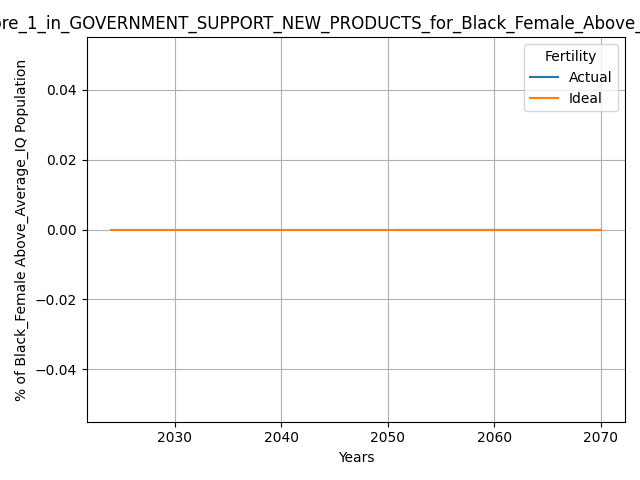 ore_1_in_GOVERNMENT_SUPPORT_NEW_PRODUCTS_for_Black_Female_Above_
Fertility
Actual
Ideal
% of Black_Female Above_Average_IQ Population
0.04
0.02
0.00
−0.02
−0.04
2030 2040 2050 2060 2070
Years